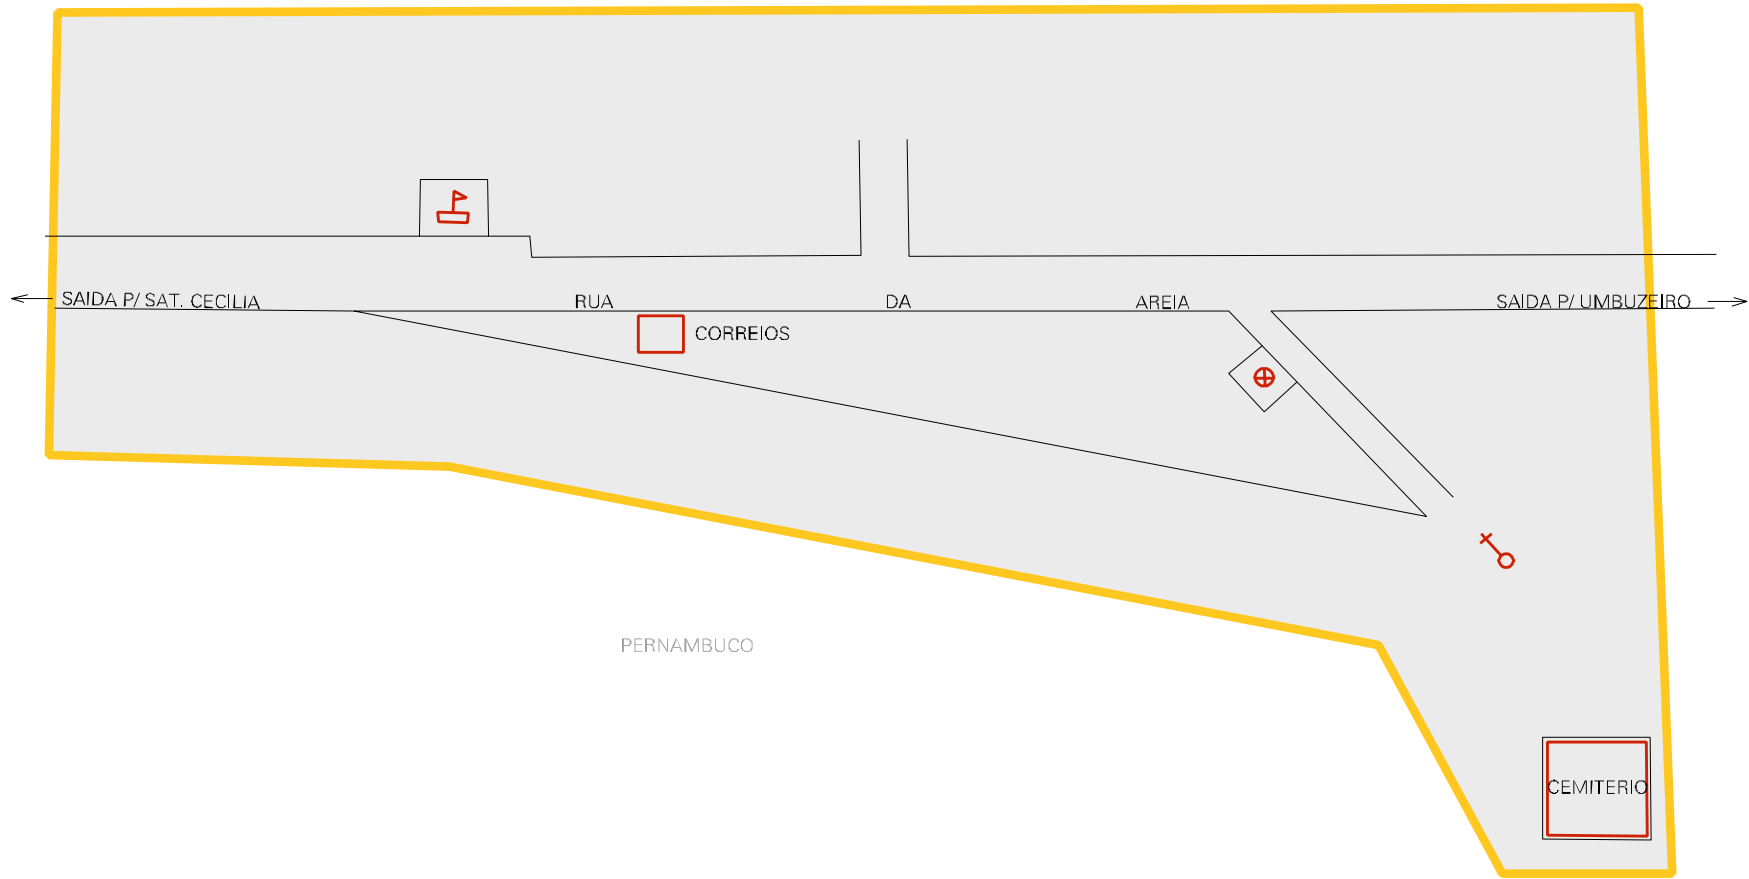 SAIDA P/ SAT. CECILIA
RUA DA AREIA
SAIDA P/ UMBUZEIRO
CORREIOS
PERNAMBUCO
CEMITERIO